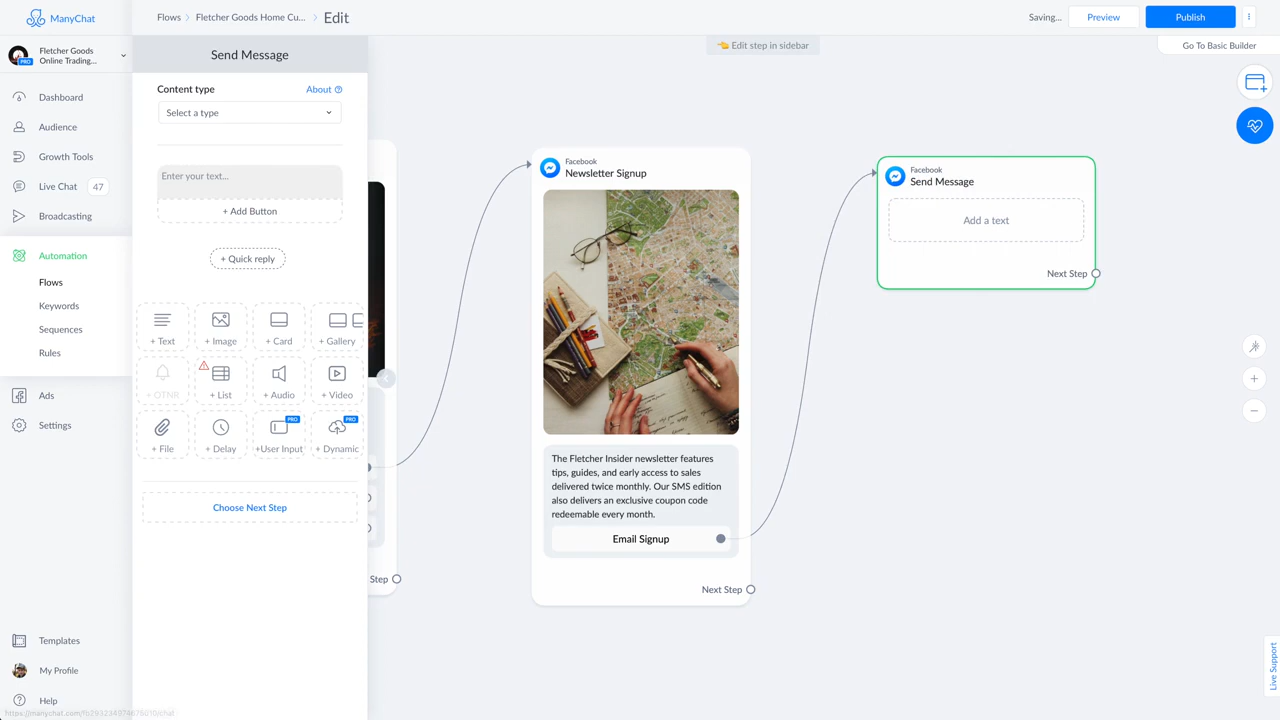 ManyChat
Flows
Fletcher Goods Home Cu...
Edit
Saving...
Preview
Publish
Fletcher Goods
Online Trading...
PRO
Send Message
Edit step in sidebar
Go To Basic Builder
Dashboard
Audience
Growth Tools
Live Chat
47
Broadcasting
Automation
Flows
Keywords
Sequences
Rules
Ads
Settings
Templates
My Profile
Help
Content type
About
Select a type
Enter your text...
+ Add Button
+ Quick reply
+ Text
+ Image
+ Card
+ Gallery
+ OTNR
+ List
+ Audio
+ Video
+ File
+ Delay
PRO
+User Input
PRO
+ Dynamic
Choose Next Step
Step
Facebook
Newsletter Signup
The Fletcher Insider newsletter features
tips, guides, and early access to sales
delivered twice monthly. Our SMS edition
also delivers an exclusive coupon code
redeemable every month.
Email Signup
Next Step
Facebook
Send Message
Add a text
Next Step
Live Support